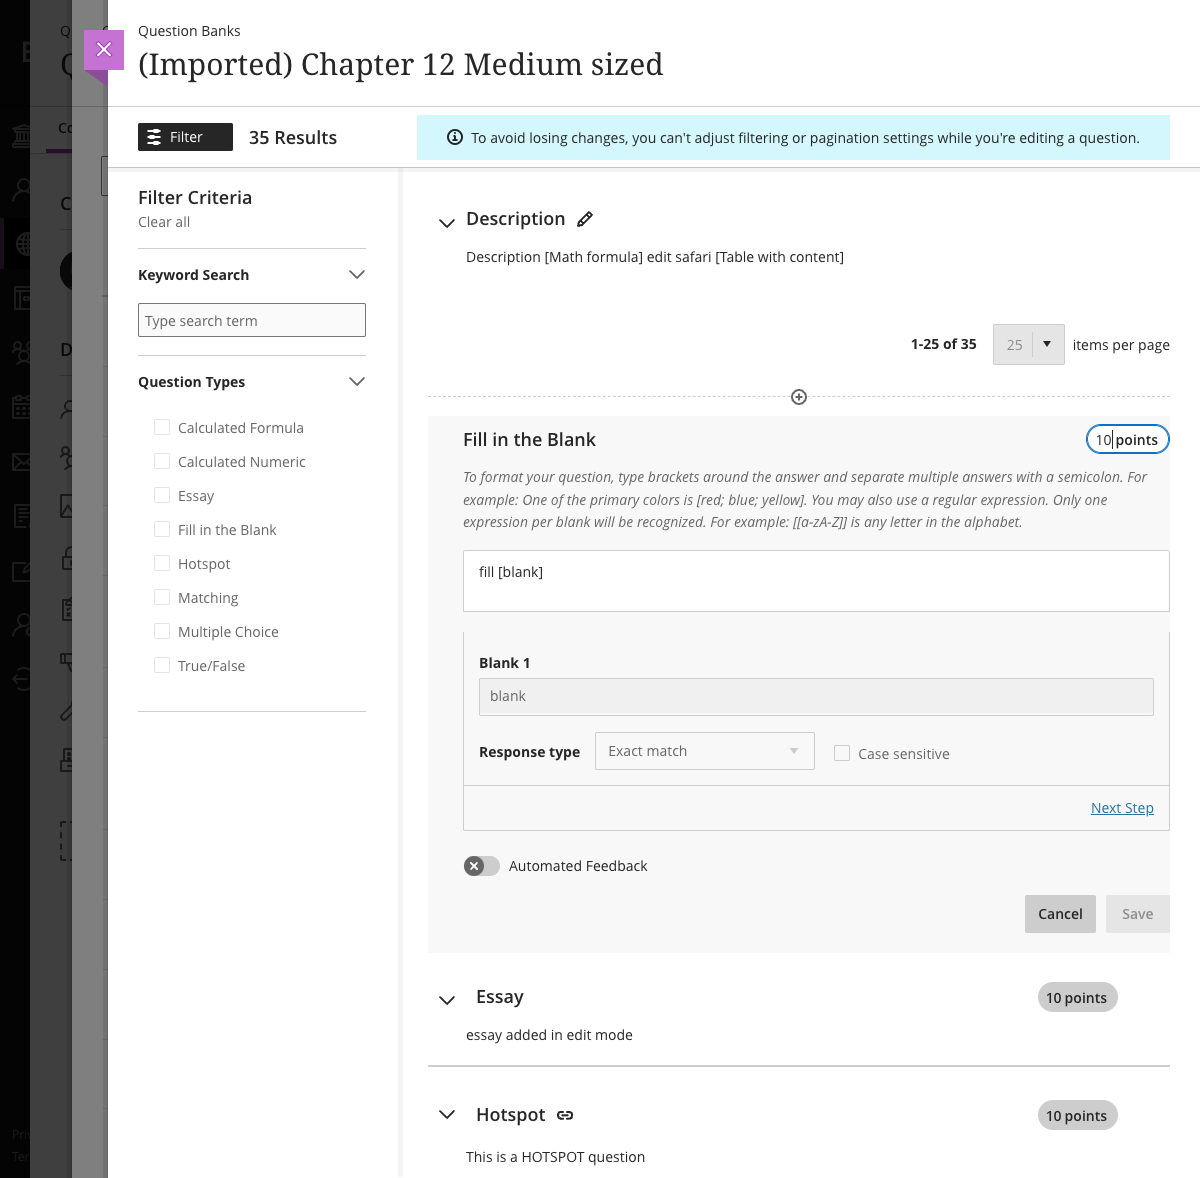 Question Banks
(Imported) Chapter 12 Medium sized
Filter
35 Results
To avoid losing changes, you can't adjust filtering or pagination settings while you're editing a question.
Filter Criteria
Clear all
Keyword Search
Type search term
Question Types
Calculated Formula
Calculated Numeric
Essay
Fill in the Blank
Hotspot
Matching
Multiple Choice
True/False
Description
Description [Math formula] edit safari [Table with content]
1-25 of 35
25
items per page
Fill in the Blank
10 points
To format your question, type brackets around the answer and separate multiple answers with a semicolon. For
example: One of the primary colors is [red; blue; yellow]. You may also use a regular expression. Only one
expression per blank will be recognized. For example: [[a-zA-Z]] is any letter in the alphabet.
fill [blank]
Blank 1
blank
Response type
Exact match
Case sensitive
Next Step
Automated Feedback
Cancel
Save
Essay
10 points
essay added in edit mode
Hotspot
10 points
This is a HOTSPOT question